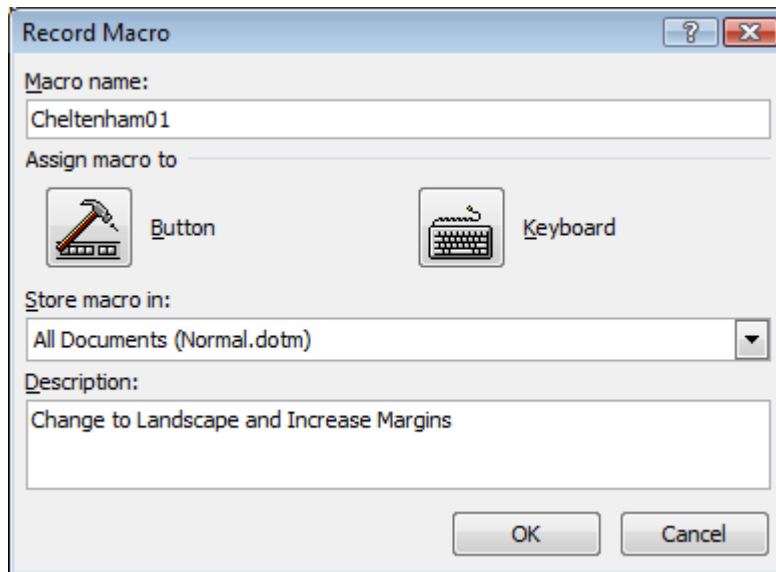 Record Macro
Macro name:
Cheltenham01
Assign macro to
Button
Keyboard
Store macro in:
All Documents (Normal.dotm)
Description:
Change to Landscape and Increase Margins
OK
Cancel